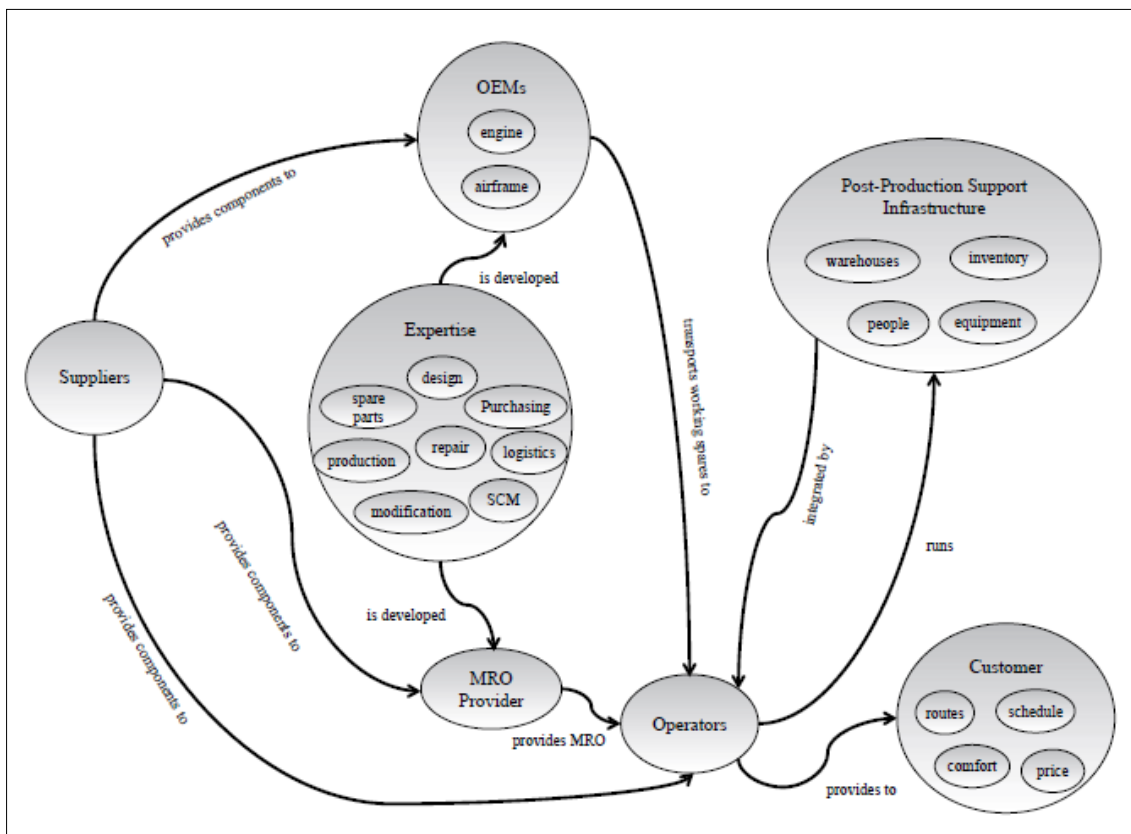 OEMs
engine
airframe
provides components to
is developed
Post-Production Support
Infrastructure
warehouses
inventory
people
equipment
Suppliers
Expertise
design
spare
parts
Purchasing
production
repair
logistics
modification
SCM
transports working spares to
integrated by
runs
provides components to
provides components to
is developed
MRO
Provider
provides MRO
Operators
Customer
routes
schedule
comfort
price
provides to